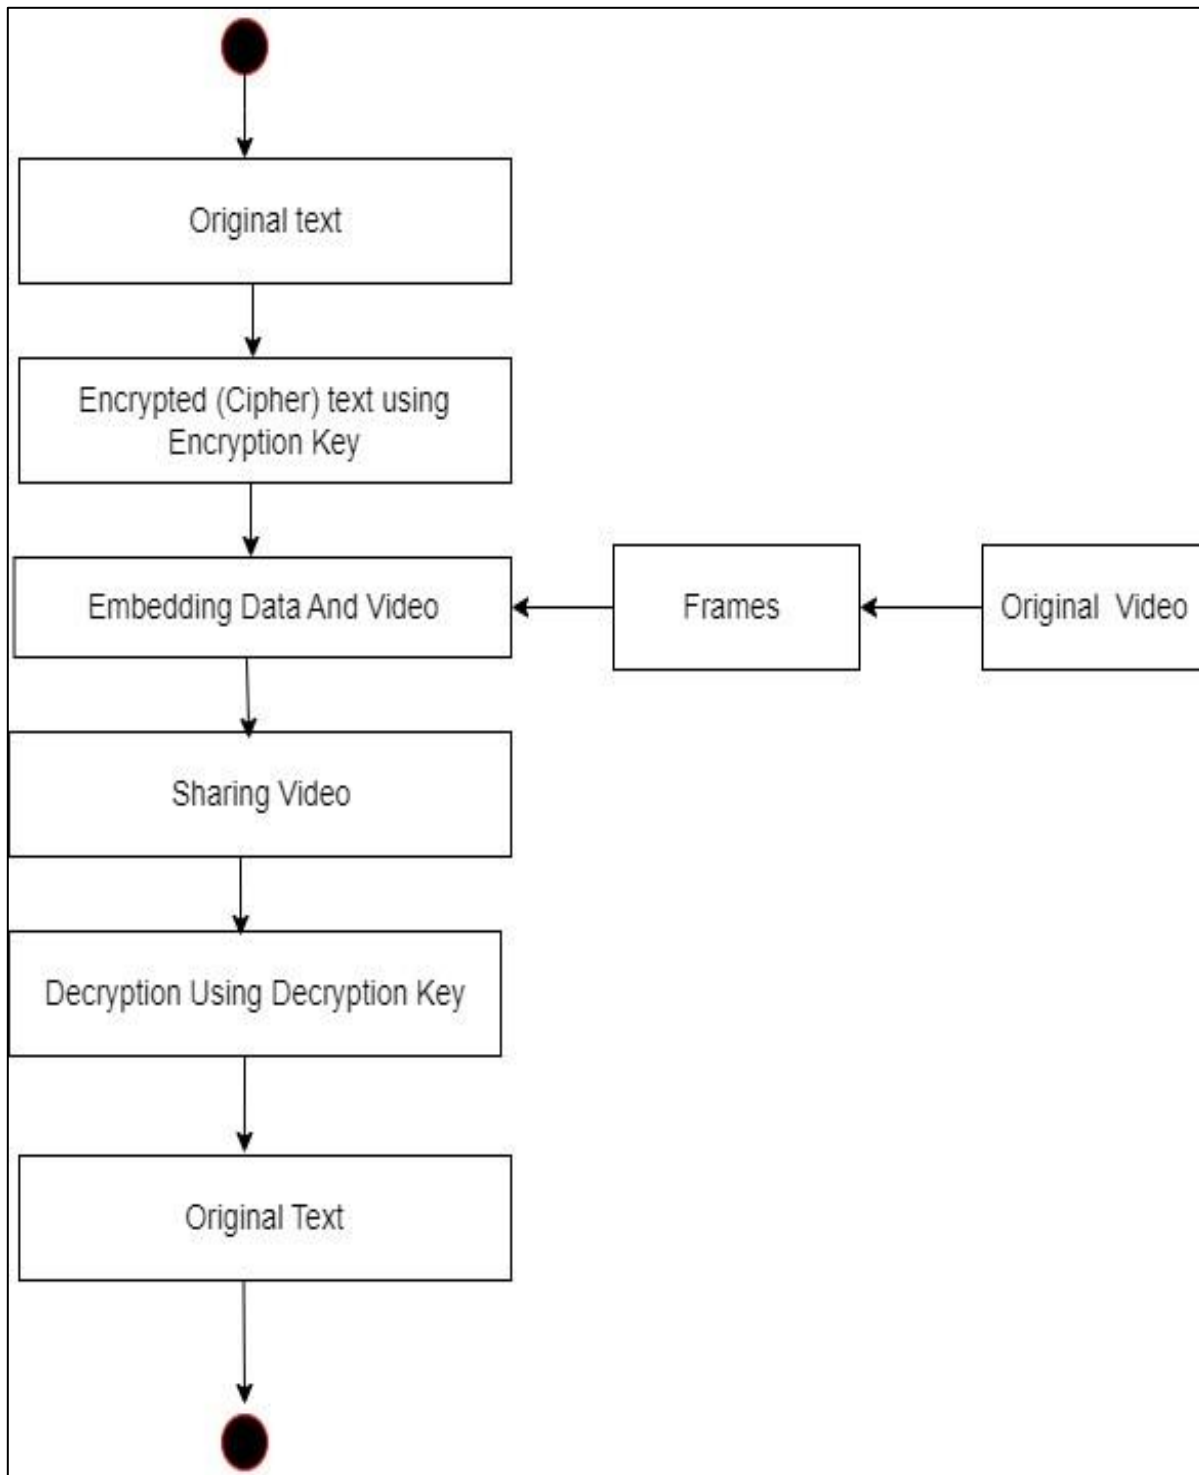 Original text
Encrypted (Cipher) text using
Encryption Key
Embedding Data And Video
Frames
Original Video
Sharing Video
Decryption Using Decryption Key
Original Text